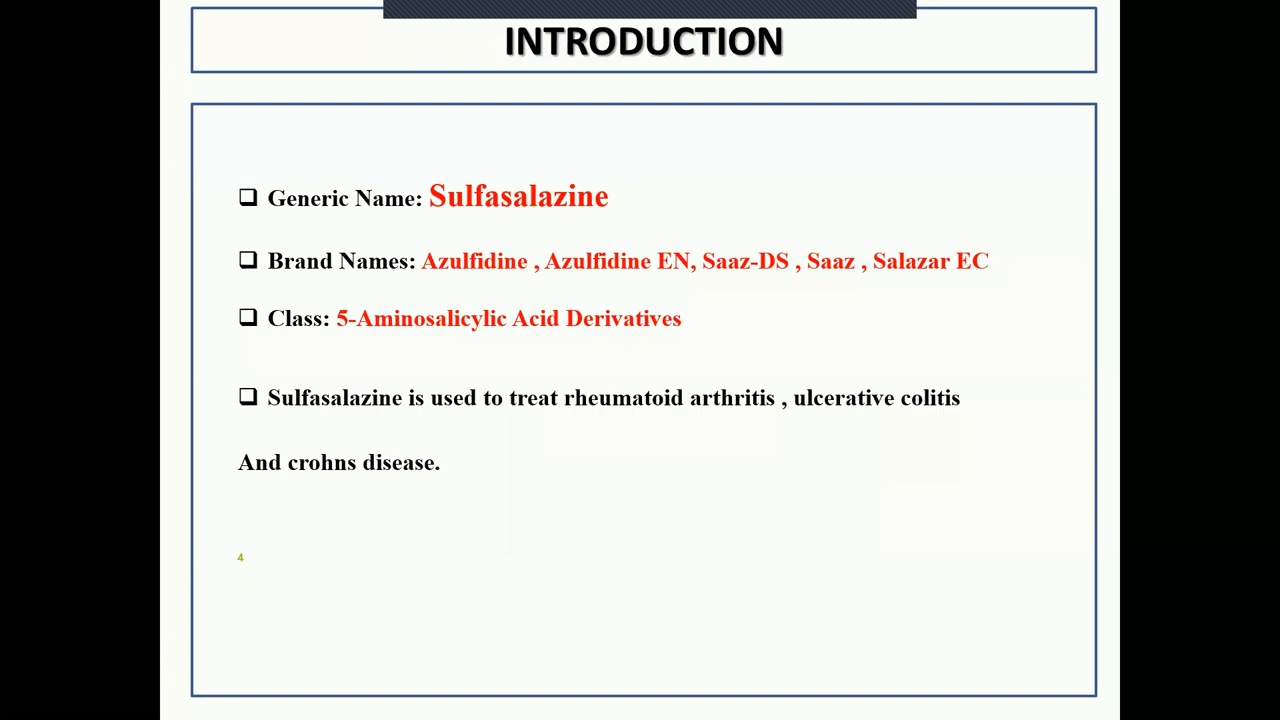 INTRODUCTION
❑ Generic Name: Sulfasalazine
❑ Brand Names: Azulfidine , Azulfidine EN, Saaz-DS , Saaz , Salazar EC
❑ Class: 5-Aminosalicylic Acid Derivatives
❑ Sulfasalazine is used to treat rheumatoid arthritis , ulcerative colitis
And crohns disease.
4